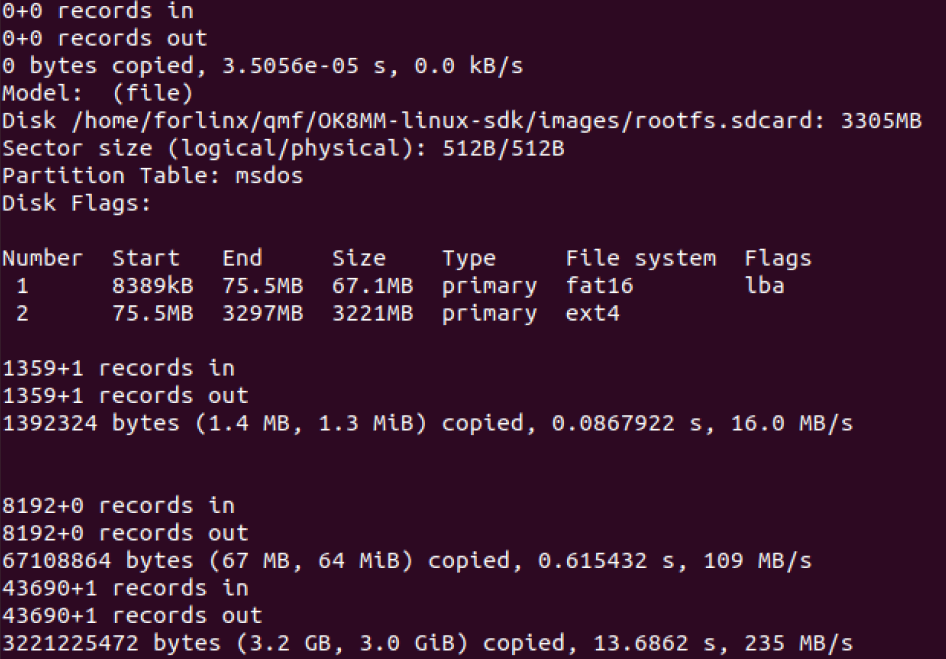 0+0 records in
0+0 records out
0 bytes copied, 3.5056e-05 s, 0.0 kB/s
Model:  (file)
Disk /home/forlinx/qmf/OK8MM-linux-sdk/images/rootfs.sdcard: 3305MB
Sector size (logical/physical): 512B/512B
Partition Table: msdos
Disk Flags:
Number  Start   End     Size    Type     File system  Flags
 1      8389kB  75.5MB  67.1MB  primary  fat16        lba
 2      75.5MB  3297MB  3221MB  primary  ext4
1359+1 records in
1359+1 records out
1392324 bytes (1.4 MB, 1.3 MiB) copied, 0.0867922 s, 16.0 MB/s
8192+0 records in
8192+0 records out
67108864 bytes (67 MB, 64 MiB) copied, 0.615432 s, 109 MB/s
43690+1 records in
43690+1 records out
3221225472 bytes (3.2 GB, 3.0 GiB) copied, 13.6862 s, 235 MB/s